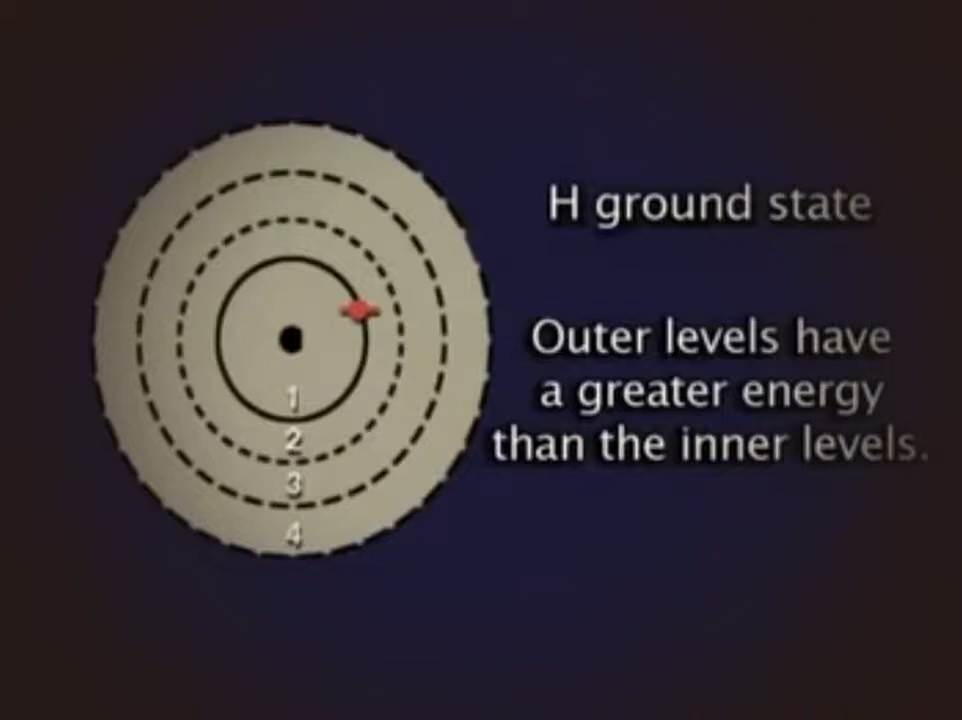 H ground state
Outer levels have
a greater energy
than the inner levels.
1
2
3
4